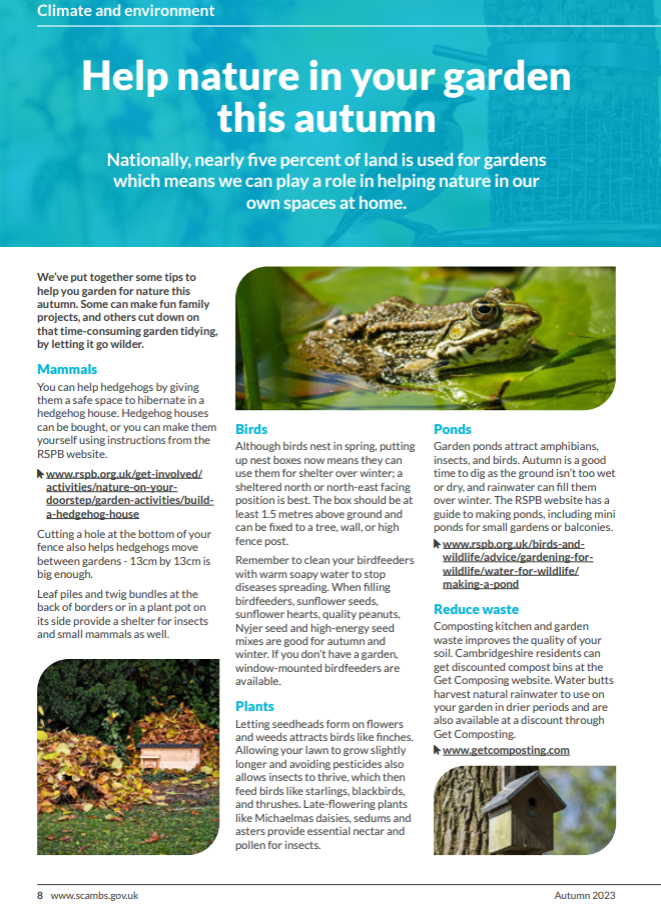 Climate and environment
Help nature in your garden
this autumn
Nationally, nearly five percent of land is used for gardens
which means we can play a role in helping nature in our
own spaces at home.
We've put together some tips to
help you garden for nature this
autumn. Some can make fun family
projects, and others cut down on
that time-consuming garden tidying,
by letting it go wilder.
Mammals
You can help hedgehogs by giving
them a safe space to hibernate in a
hedgehog house. Hedgehog houses
can be bought, or you can make them
yourself using instructions from the
RSPB website.
www.rspb.org.uk/get-involved/
activities/nature-on-your-
doorstep/garden-activities/build-
a-hedgehog-house
Cutting a hole at the bottom of your
fence also helps hedgehogs move
between gardens - 13cm by 13cm is
big enough.
Leaf piles and twig bundles at the
back of borders or in a plant pot on
its side provide a shelter for insects
and small mammals as well.
Birds
Although birds nest in spring, putting
up nest boxes now means they can
use them for shelter over winter; a
sheltered north or north-east facing
position is best. The box should be at
least 1.5 metres above ground and
can be fixed to a tree, wall, or high
fence post.
Remember to clean your birdfeeders
with warm soapy water to stop
diseases spreading. When filling
birdfeeders, sunflower seeds,
sunflower hearts, quality peanuts,
Nyjer seed and high-energy seed
mixes are good for autumn and
winter. If you don't have a garden,
window-mounted birdfeeders are
available.
Plants
Letting seedheads form on flowers
and weeds attracts birds like finches.
Allowing your lawn to grow slightly
longer and avoiding pesticides also
allows insects to thrive, which then
feed birds like starlings, blackbirds,
and thrushes. Late-flowering plants
like Michaelmas daisies, sedums and
asters provide essential nectar and
pollen for insects.
Ponds
Garden ponds attract amphibians,
insects, and birds. Autumn is a good
time to dig as the ground isn't too wet
or dry, and rainwater can fill them
over winter. The RSPB website has a
guide to making ponds, including mini
ponds for small gardens or balconies.
www.rspb.org.uk/birds-and-
wildlife/advice/gardening-for-
wildlife/water-for-wildlife/
making-a-pond
Reduce waste
Composting kitchen and garden
waste improves the quality of your
soil. Cambridgeshire residents can
get discounted compost bins at the
Get Composing website. Water butts
harvest natural rainwater to use on
your garden in drier periods and are
also available at a discount through
Get Composting.
www.getcomposting.com
8 www.scambs.gov.uk
Autumn 2023